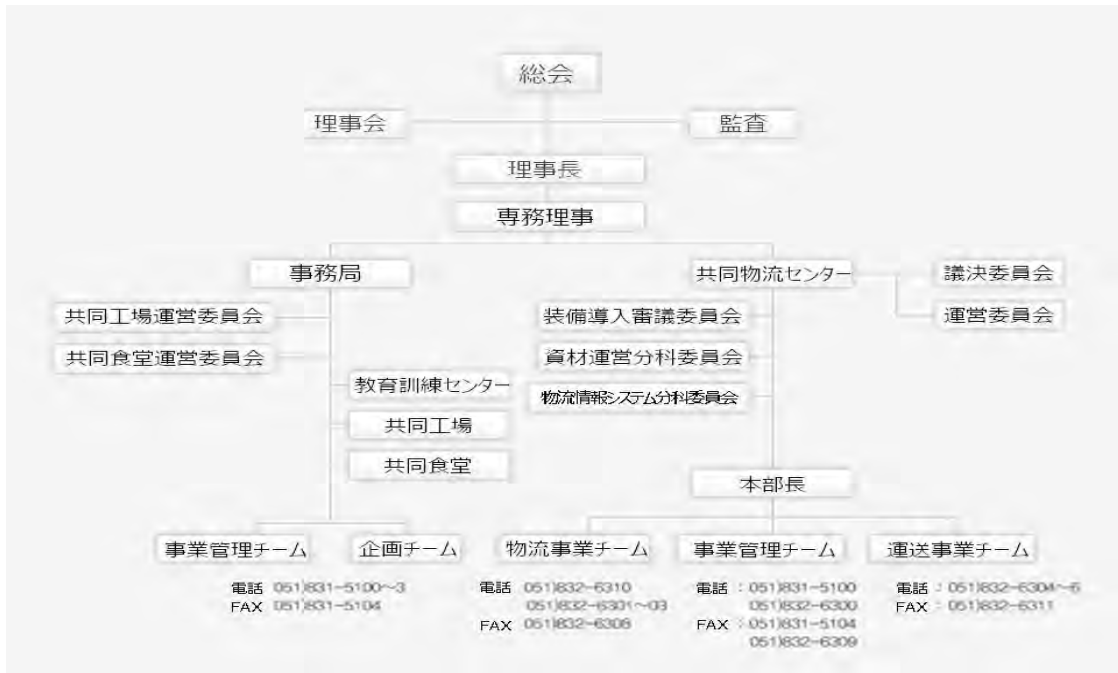 総会
理事会
監査
理事長
専務理事
事務局
共同物流センター
議決委員会
共同工場運営委員会
装備導入審議委員会
運営委員会
共同食堂運営委員会
資材運営分科委員会
教育訓練センター
物流情報システム分科委員会
共同工場
共同食堂
本部長
事業管理チーム
企画チーム
物流事業チーム
事業管理チーム
運送事業チーム
電話 051)831-5100~3
FAX 051)831-5104
電話 051)832-6310
051)832-6301~03
FAX 051)832-6308
電話 : 051)831-5100
051)832-6300
FAX : 051)831-5104
051)832-6309
電話 : 051)832-6304~6
FAX : 051)832-6311